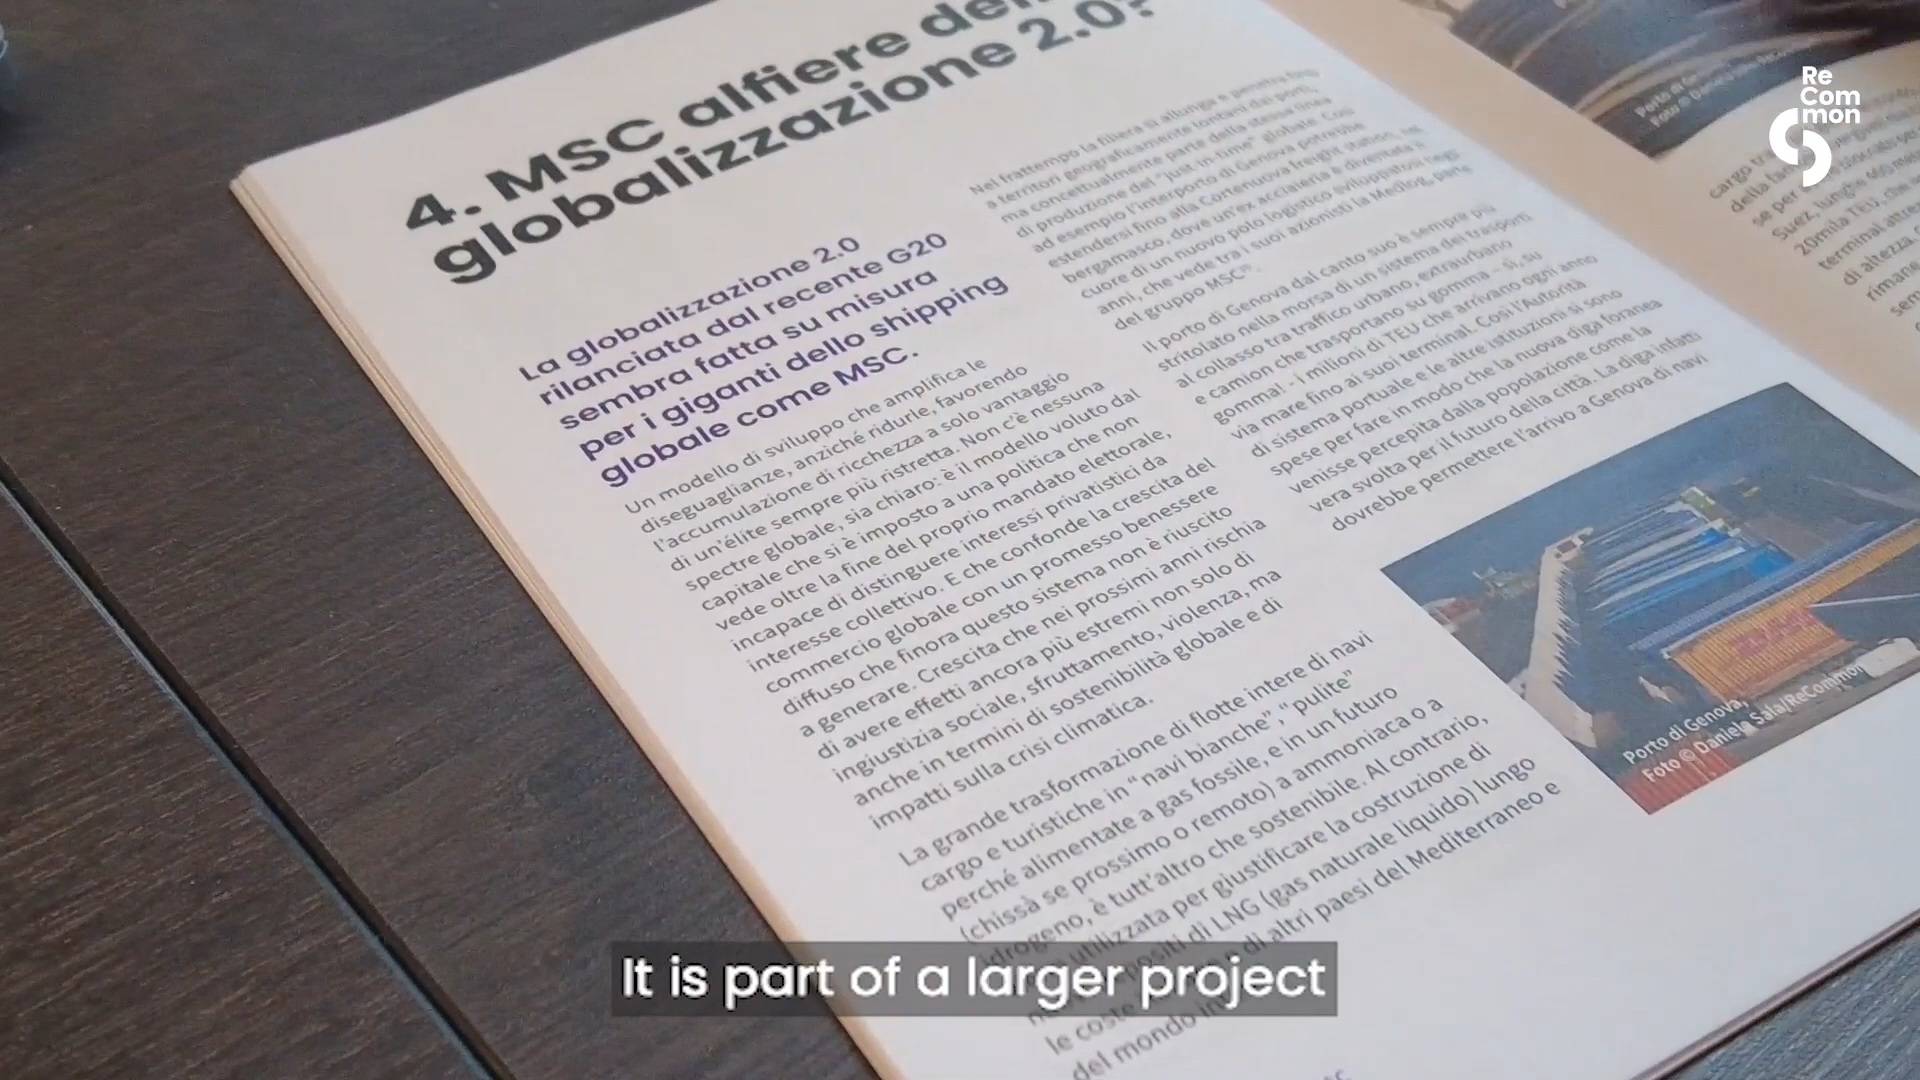 4. MSC alfiere del
globalizzazione 2.0?
La globalizzazione 2.0
rilanciata dal recente G20
sembra fatta su misura
per i giganti dello shipping
globale come MSC.
Un modello di sviluppo che amplifica le
diseguaglianze, anziché ridurle, favorendo
l'accumulazione di ricchezza a solo vantaggio
di un'élite sempre più ristretta. Non c'è nessuna
spectre globale, sia chiaro: è il modello voluto dal
capitale che si è imposto a una politica che non
vede oltre la fine del proprio mandato elettorale,
incapace di distinguere interessi privatistici da
interesse collettivo. E che confonde la crescita del
commercio globale con un promesso benessere
diffuso che finora questo sistema non è riuscito
a generare. Crescita che nei prossimi anni rischia
di avere effetti ancora più estremi non solo di
ingiustizia sociale, sfruttamento, violenza, ma
anche in termini di sostenibilità globale e di
impatti sulla crisi climatica.
La grande trasformazione di flotte intere di navi
cargo e turistiche in "navi bianche", "pulite"
perché alimentate a gas fossile, e in un futuro
(chissà se prossimo o remoto) a ammoniaca o a
idrogeno, è tutt'altro che sostenibile. Al contrario,
utilizzata per giustificare la costruzione di
depositi di LNG (gas naturale liquido) lungo
le coste di altri paesi del Mediterraneo e
del mondo in
Nel frattempo la filiera si allunga e penetra fino
a territori geograficamente lontani dai porti,
ma concettualmente parte della stessa linea
di produzione del "just in time" globale. Così
ad esempio l'interporto di Genova potrebbe
estendersi fino alla Cortenuova freight station, nel
bergamasco, dove un'ex acciaieria è diventata il
cuore di un nuovo polo logistico sviluppatosi negli
anni, che vede tra i suoi azionisti la Medlog, parte
del gruppo MSC
Il porto di Genova dal canto suo è sempre più
stritolato nella morsa di un sistema dei trasporti
al collasso tra traffico urbano, extraurbano
e camion che trasportano su gomma – sì, su
gomma! - i milioni di TEU che arrivano ogni anno
via mare fino ai suoi terminal. Così l'Autorità
di sistema portuale e le altre istituzioni si sono
spese per fare in modo che la nuova diga foranea
venisse percepita dalla popolazione come la
vera svolta per il futuro della città. La diga infatti
dovrebbe permettere l'arrivo a Genova di navi
Porto di Genova,
Foto © Daniele Sala/ReCommon
Porto di
Foto © Daniele
cargo
della
se per
Suez, lunghe 400
20mila TEU, che
terminal
di altezza.
rimane
Re
Com
mon
It is part of a larger project